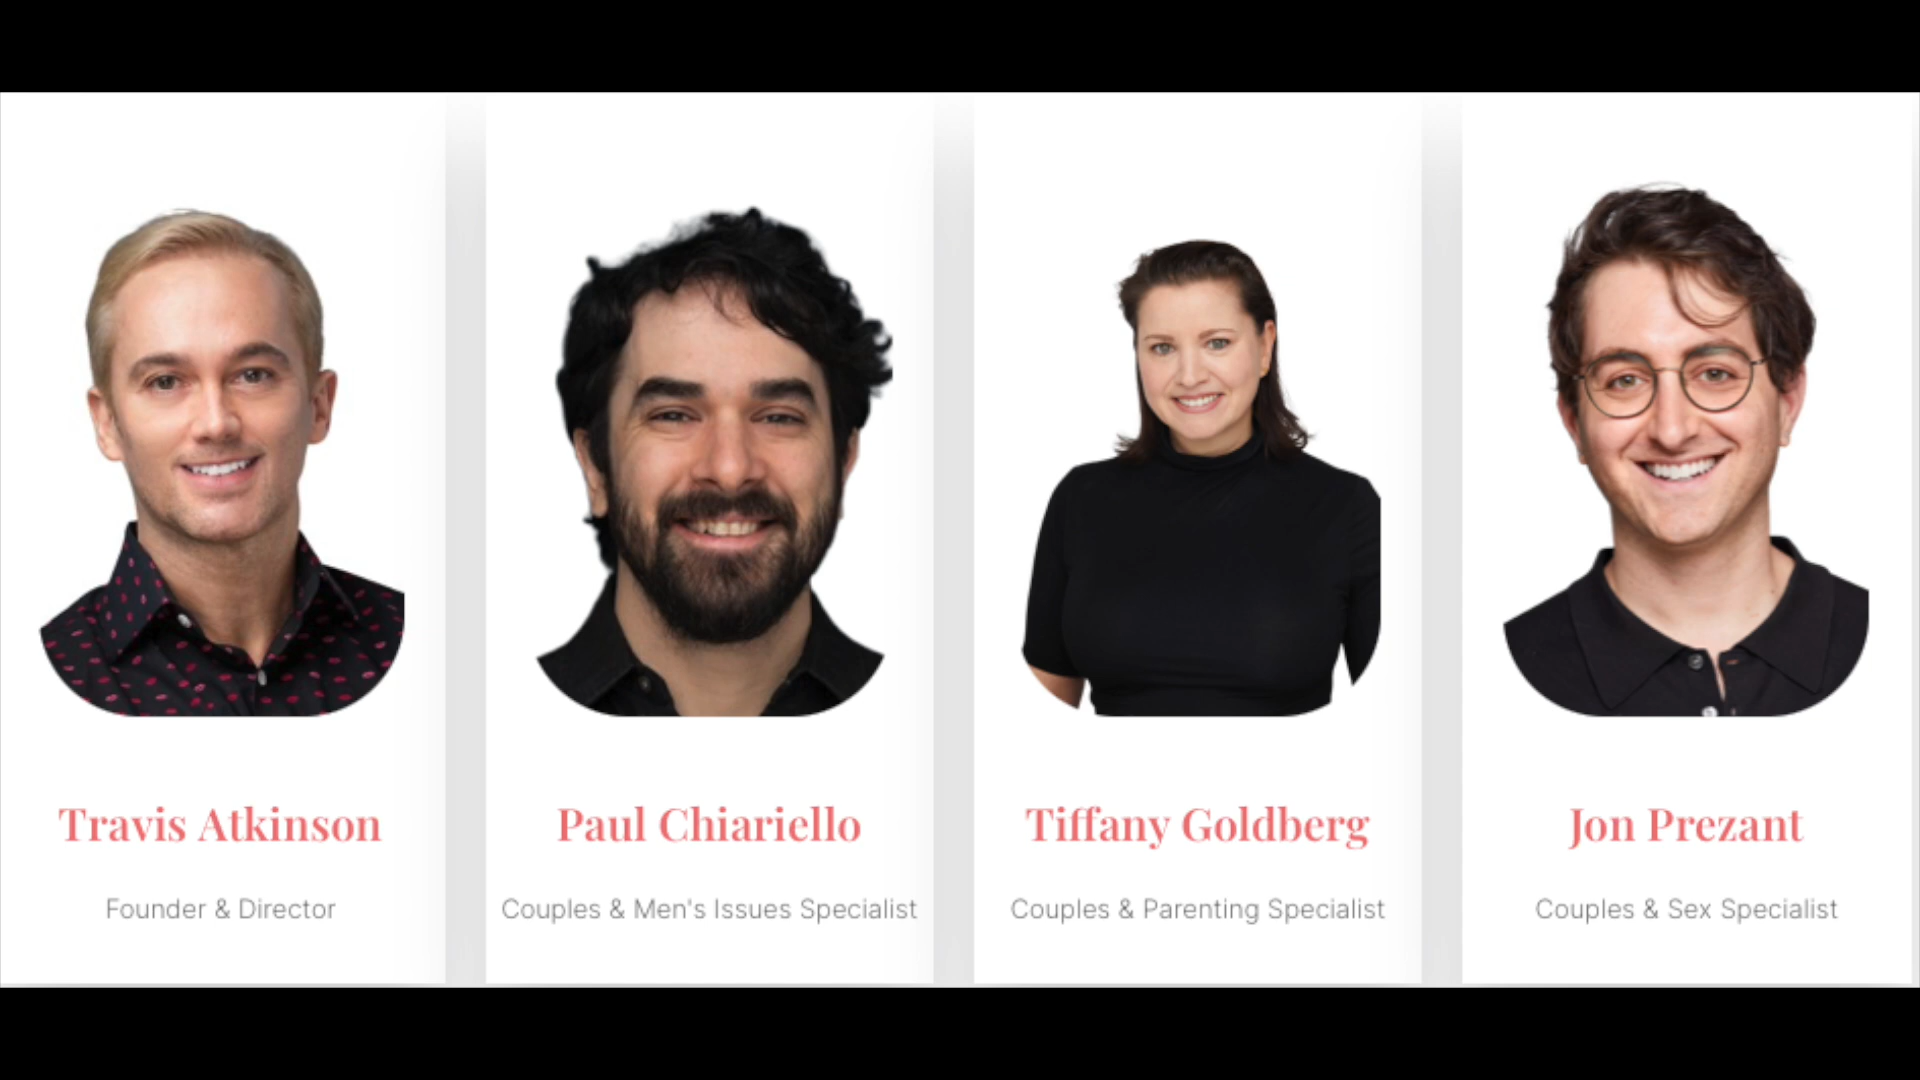 Travis Atkinson
Founder & Director
Paul Chiariello
Couples & Men's Issues Specialist
Tiffany Goldberg
Couples & Parenting Specialist
Jon Prezant
Couples & Sex Specialist